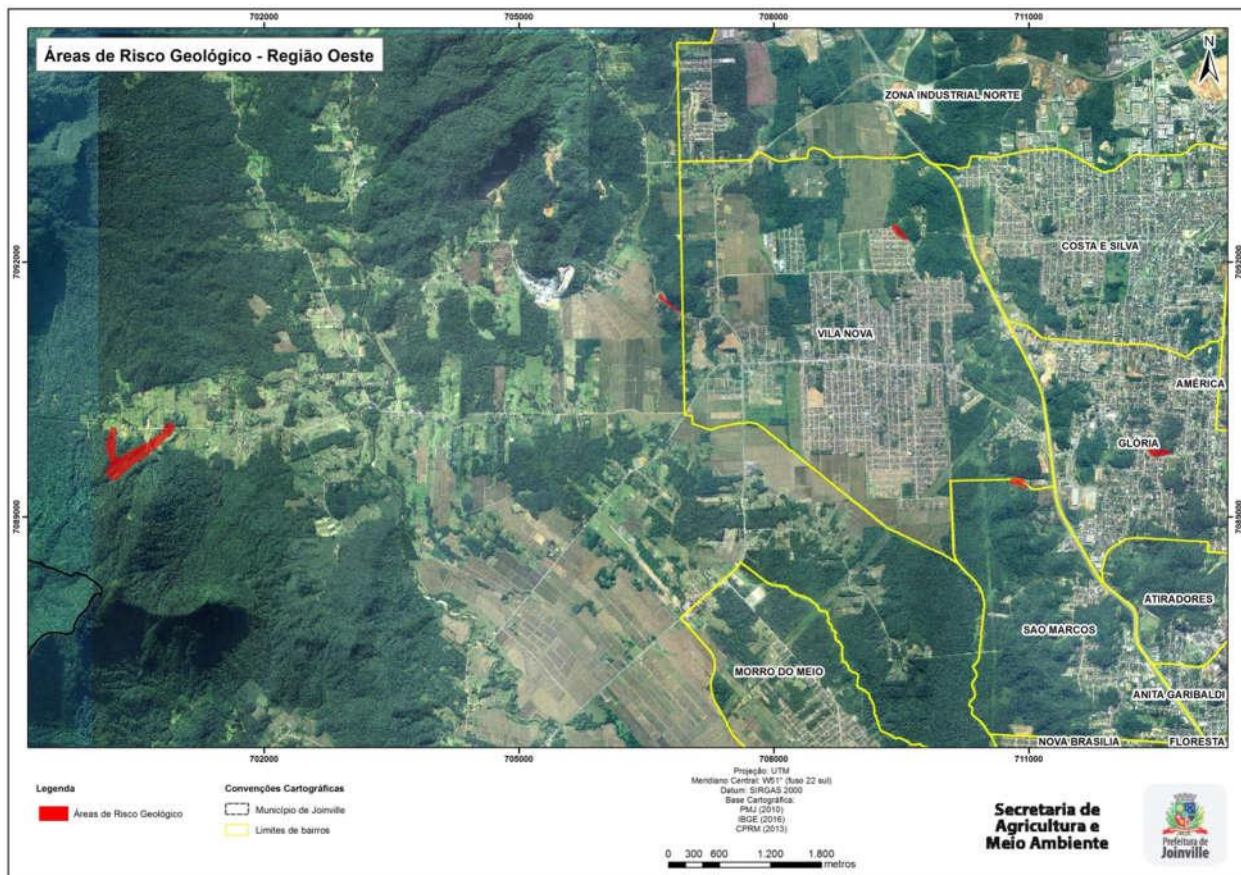 702000
705000
708000
711000
Áreas de Risco Geológico - Região Oeste
N
ZONA INDUSTRIAL NORTE
7092000
COSTA E SILVA
7092000
VILA NOVA
AMÉRICA
GLÓRIA
7089000
7089000
ATIRADORES
SAO MARCOS
MORRO DO MEIO
ANITA GARIBALDI
NOVA BRASILIA
FLORESTA
702000
705000
708000
711000
Legenda
Áreas de Risco Geológico
Convenções Cartográficas
Município de Joinville
Limites de bairros
Projeção: UTM
Meridiano Central: W51° (fuso 22 sul)
Datum: SIRGAS 2000
Base Cartográfica:
PMJ (2010)
IBGE (2016)
CPRM (2013)
0 300 600 1.200 1.800
metros
Secretaria de
Agricultura e
Meio Ambiente
Prefeitura de
Joinville